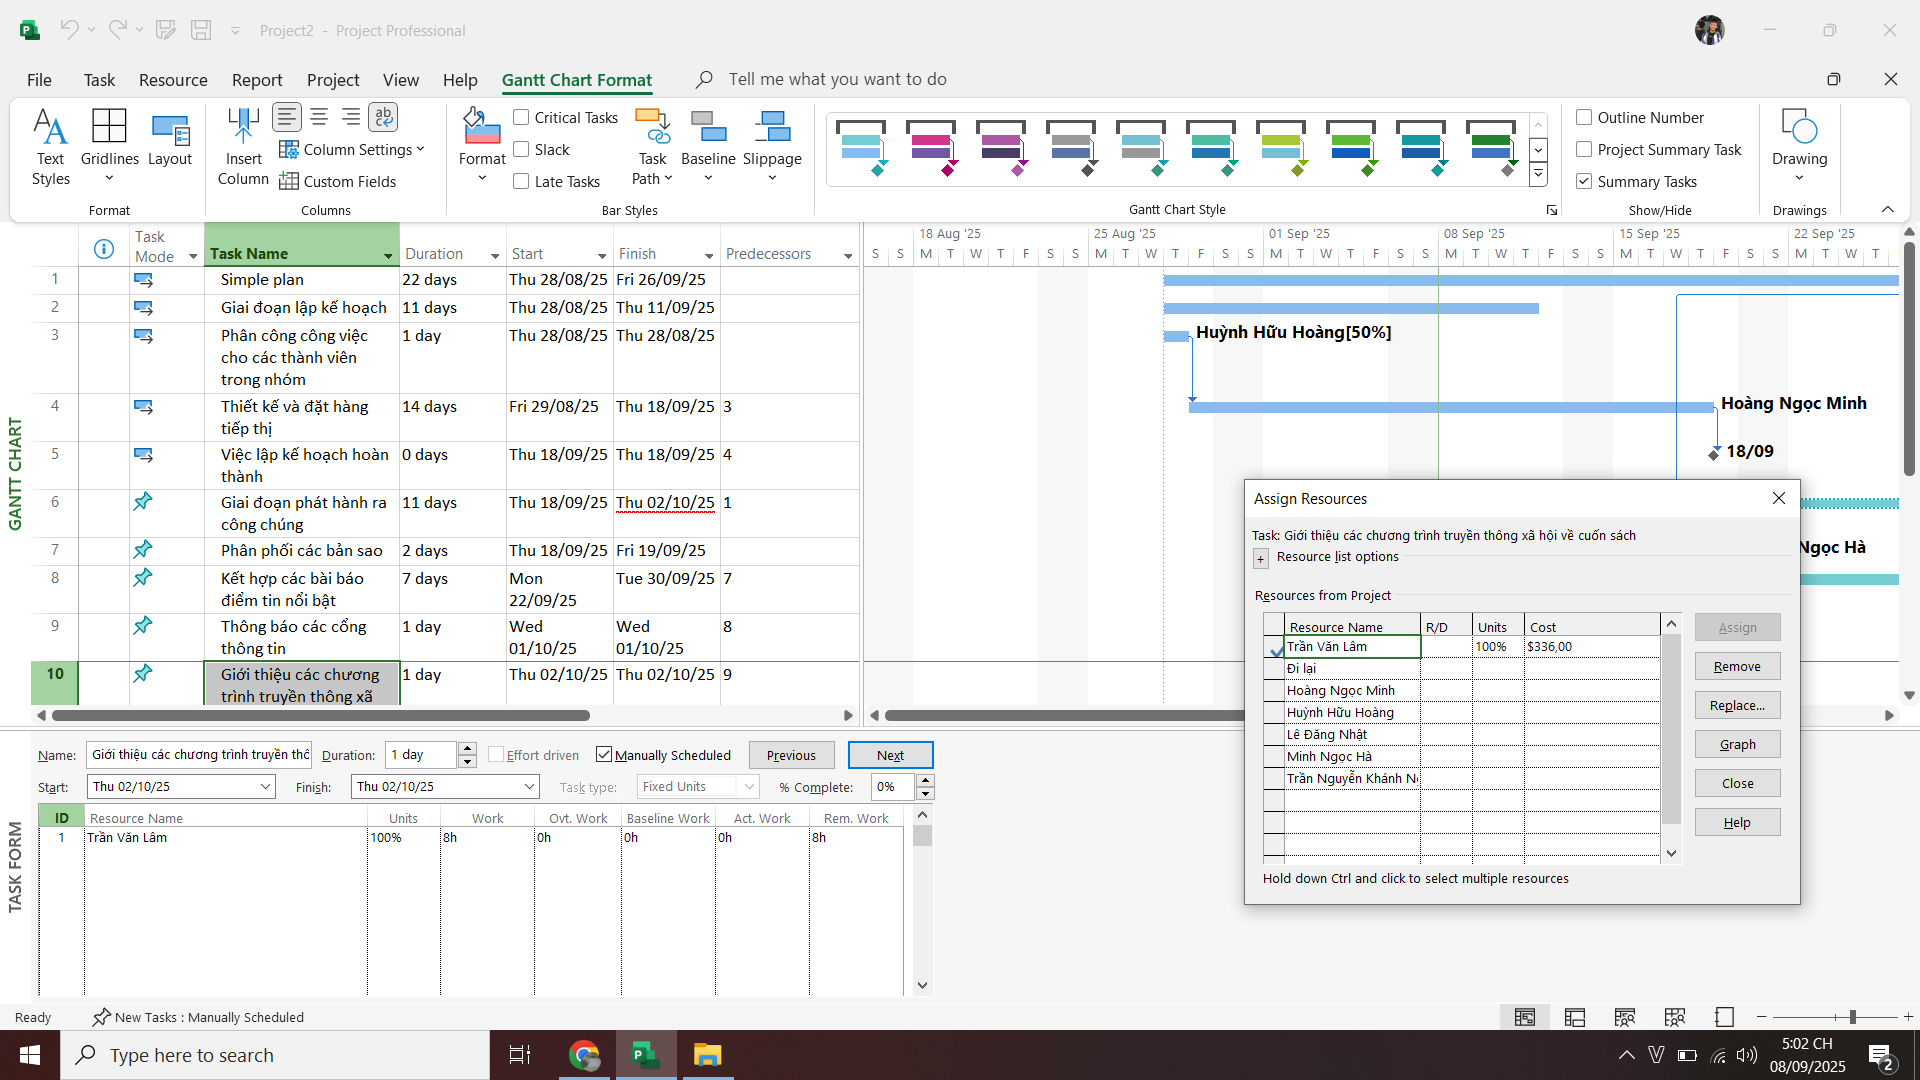 Project2 - Project Professional
File Task Resource Report Project View Help Gantt Chart Format Tell me what you want to do
Text Styles
Gridlines
Layout
Format
Insert Column
Column Settings
Custom Fields
Columns
Format
Critical Tasks
Slack
Late Tasks
Task Path
Baseline
Slippage
Bar Styles
Gantt Chart Style
Outline Number
Project Summary Task
Summary Tasks
Show/Hide
Drawing
Drawings
GANTT CHART
Task Mode Task Name Duration Start Finish Predecessors
1 Simple plan 22 days Thu 28/08/25 Fri 26/09/25
2 Giai đoạn lập kế hoạch 11 days Thu 28/08/25 Thu 11/09/25
3 Phân công công việc 1 day Thu 28/08/25 Thu 28/08/25
cho các thành viên
trong nhóm
4 Thiết kế và đặt hàng 14 days Fri 29/08/25 Thu 18/09/25 3
tiếp thị
5 Việc lập kế hoạch hoàn 0 days Thu 18/09/25 Thu 18/09/25 4
thành
6 Giai đoạn phát hành ra 11 days Thu 18/09/25 Thu 02/10/25 1
công chúng
7 Phân phối các bản sao 2 days Thu 18/09/25 Fri 19/09/25
8 Kết hợp các bài báo 7 days Mon Tue 30/09/25 7
điểm tin nổi bật 22/09/25
9 Thông báo các cổng 1 day Wed Wed 8
thông tin 01/10/25 01/10/25
10 Giới thiệu các chương 1 day Thu 02/10/25 Thu 02/10/25 9
trình truyền thông xã
18 Aug '25 25 Aug '25 01 Sep '25 08 Sep '25 15 Sep '25 22 Sep '25
S S M T W T F S S M T W T F S S M T W T F S S M T W T F S S M T W T F S S M T W T
Huỳnh Hữu Hoàng[50%]
Hoàng Ngọc Minh
18/09
Ngọc Hà
Assign Resources
Task: Giới thiệu các chương trình truyền thông xã hội về cuốn sách
+ Resource list options
Resources from Project
Resource Name R/D Units Cost
Trần Văn Lâm 100% $336,00
Đi lại
Hoàng Ngọc Minh
Huỳnh Hữu Hoàng
Lê Đăng Nhật
Minh Ngọc Hà
Trần Nguyễn Khánh
Assign
Remove
Replace...
Graph
Close
Help
Hold down Ctrl and click to select multiple resources
TASK FORM
Name: Giới thiệu các chương trình truyền thô Duration: 1 day Effort driven Manually Scheduled Previous Next
Start: Thu 02/10/25 Finish: Thu 02/10/25 Task type: Fixed Units % Complete: 0%
ID Resource Name Units Work Ovt. Work Baseline Work Act. Work Rem. Work
1 Trần Văn Lâm 100% 8h 0h 0h 0h 8h
Ready New Tasks : Manually Scheduled
Type here to search
5:02 CH
08/09/2025
2